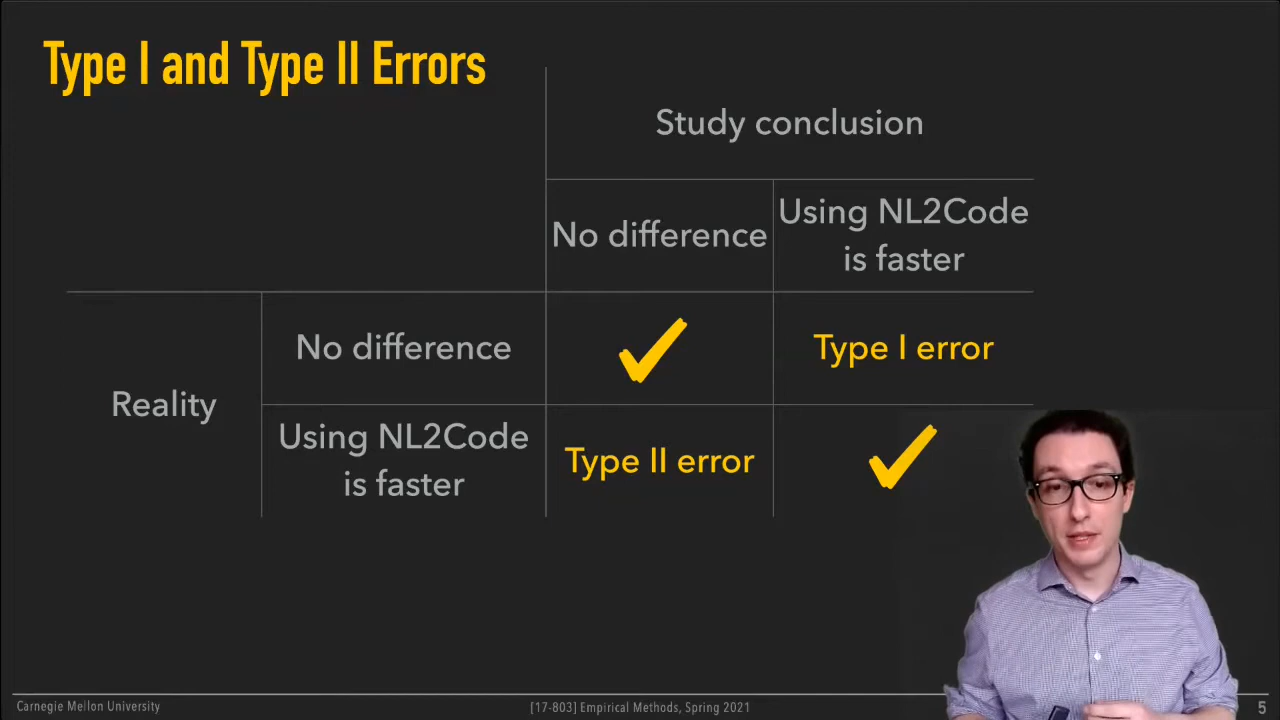 Type I and Type II Errors
Study conclusion
No difference
Using NL2Code
is faster
Reality
No difference
Type I error
Using NL2Code
is faster
Type II error
Carnegie Mellon University
[17-803] Empirical Methods, Spring 2021
5